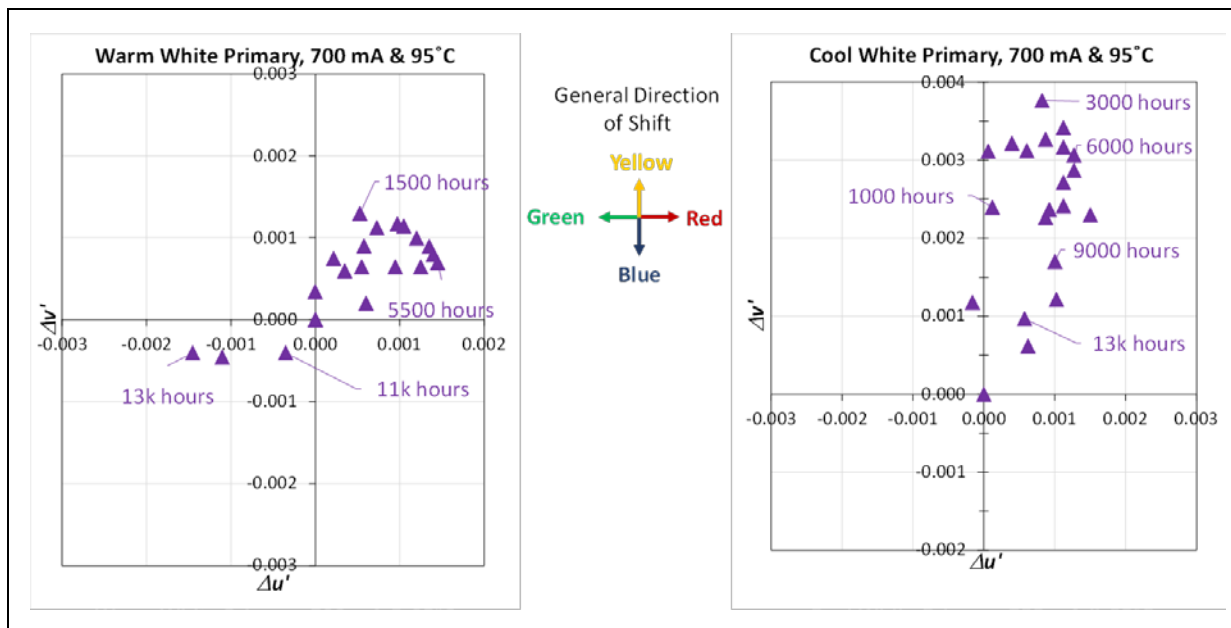 Warm White Primary, 700 mA & 95˚C
0.003
0.002
1500 hours
0.001
5500 hours
Δv'
0.000
-0.003 -0.002 -0.001 0.000 0.001 0.002
13k hours
11k hours
-0.001
-0.002
-0.003
Δu'
General Direction
of Shift
Yellow
Green
Red
Blue
Cool White Primary, 700 mA & 95˚C
0.004
3000 hours
0.003
6000 hours
1000 hours
0.002
9000 hours
Δv'
0.001
13k hours
0.000
-0.003 -0.002 -0.001 0.000 0.001 0.002 0.003
-0.001
-0.002
Δu'